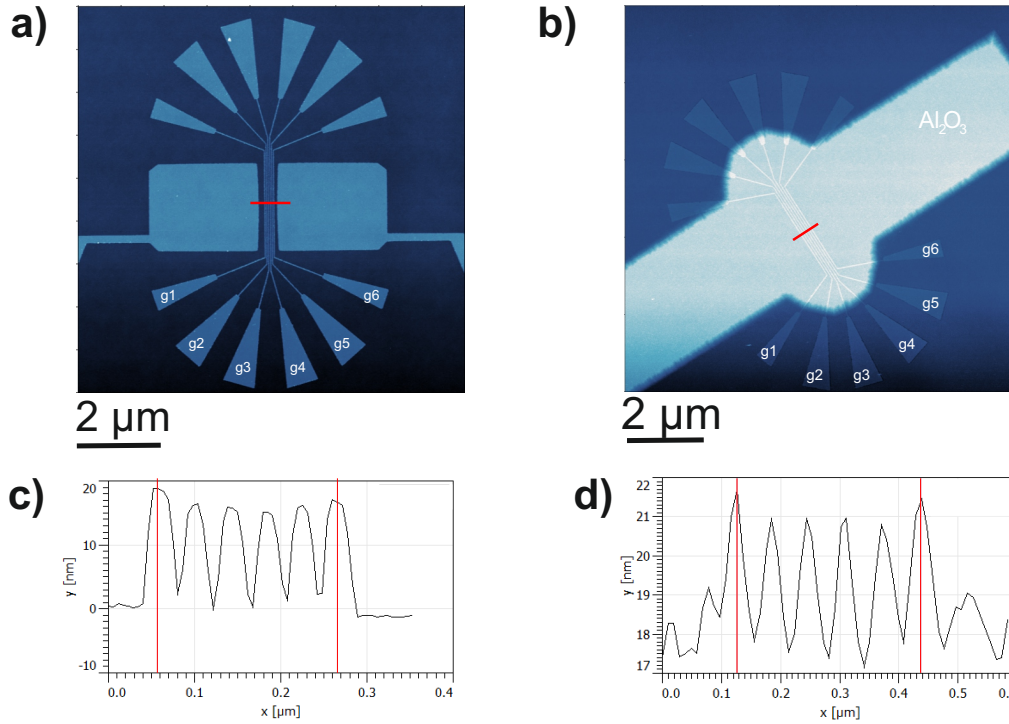 a)
g1
g2
g3
g4
g5
g6
2 µm
b)
Al2O3
g6
g5
g4
g3
g2
g1
2 µm
c)
20
10
0
-10
y [nm]
0.0 0.1 0.2 0.3 0.4
x [µm]
d)
22
21
20
19
18
17
y [nm]
0.0 0.1 0.2 0.3 0.4 0.5
x [µm]